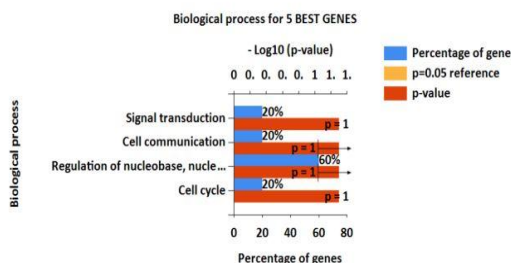 Biological process for 5 BEST GENES
- Log10 (p-value)
0 0. 0. 0. 0. 1 1. 1.
Percentage of gene
p=0.05 reference
p-value
Biological process
Signal transduction
20%
p = 1
Cell communication
20%
p = 1
Regulation of nucleobase, nucle...
60%
p = 1
Cell cycle
20%
p = 1
0 20 40 60 80
Percentage of genes